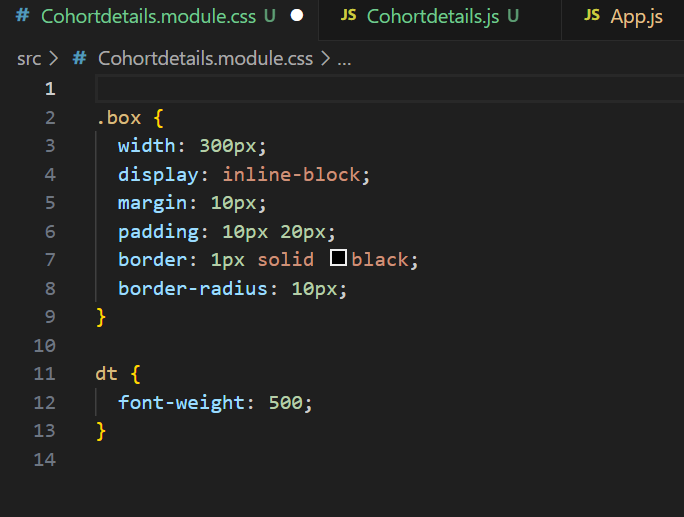 # Cohortdetails.module.css U ● JS Cohortdetails.js U JS App.js
src > # Cohortdetails.module.css > ...
1
2 .box {
3   width: 300px;
4   display: inline-block;
5   margin: 10px;
6   padding: 10px 20px;
7   border: 1px solid black;
8   border-radius: 10px;
9 }
10
11 dt {
12   font-weight: 500;
13 }
14